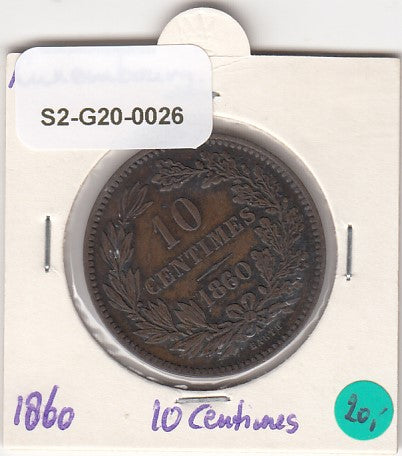 Luxembourg
S2-G20-0026
10
CENTIMES
1860
1860 10 Centimes 20,-